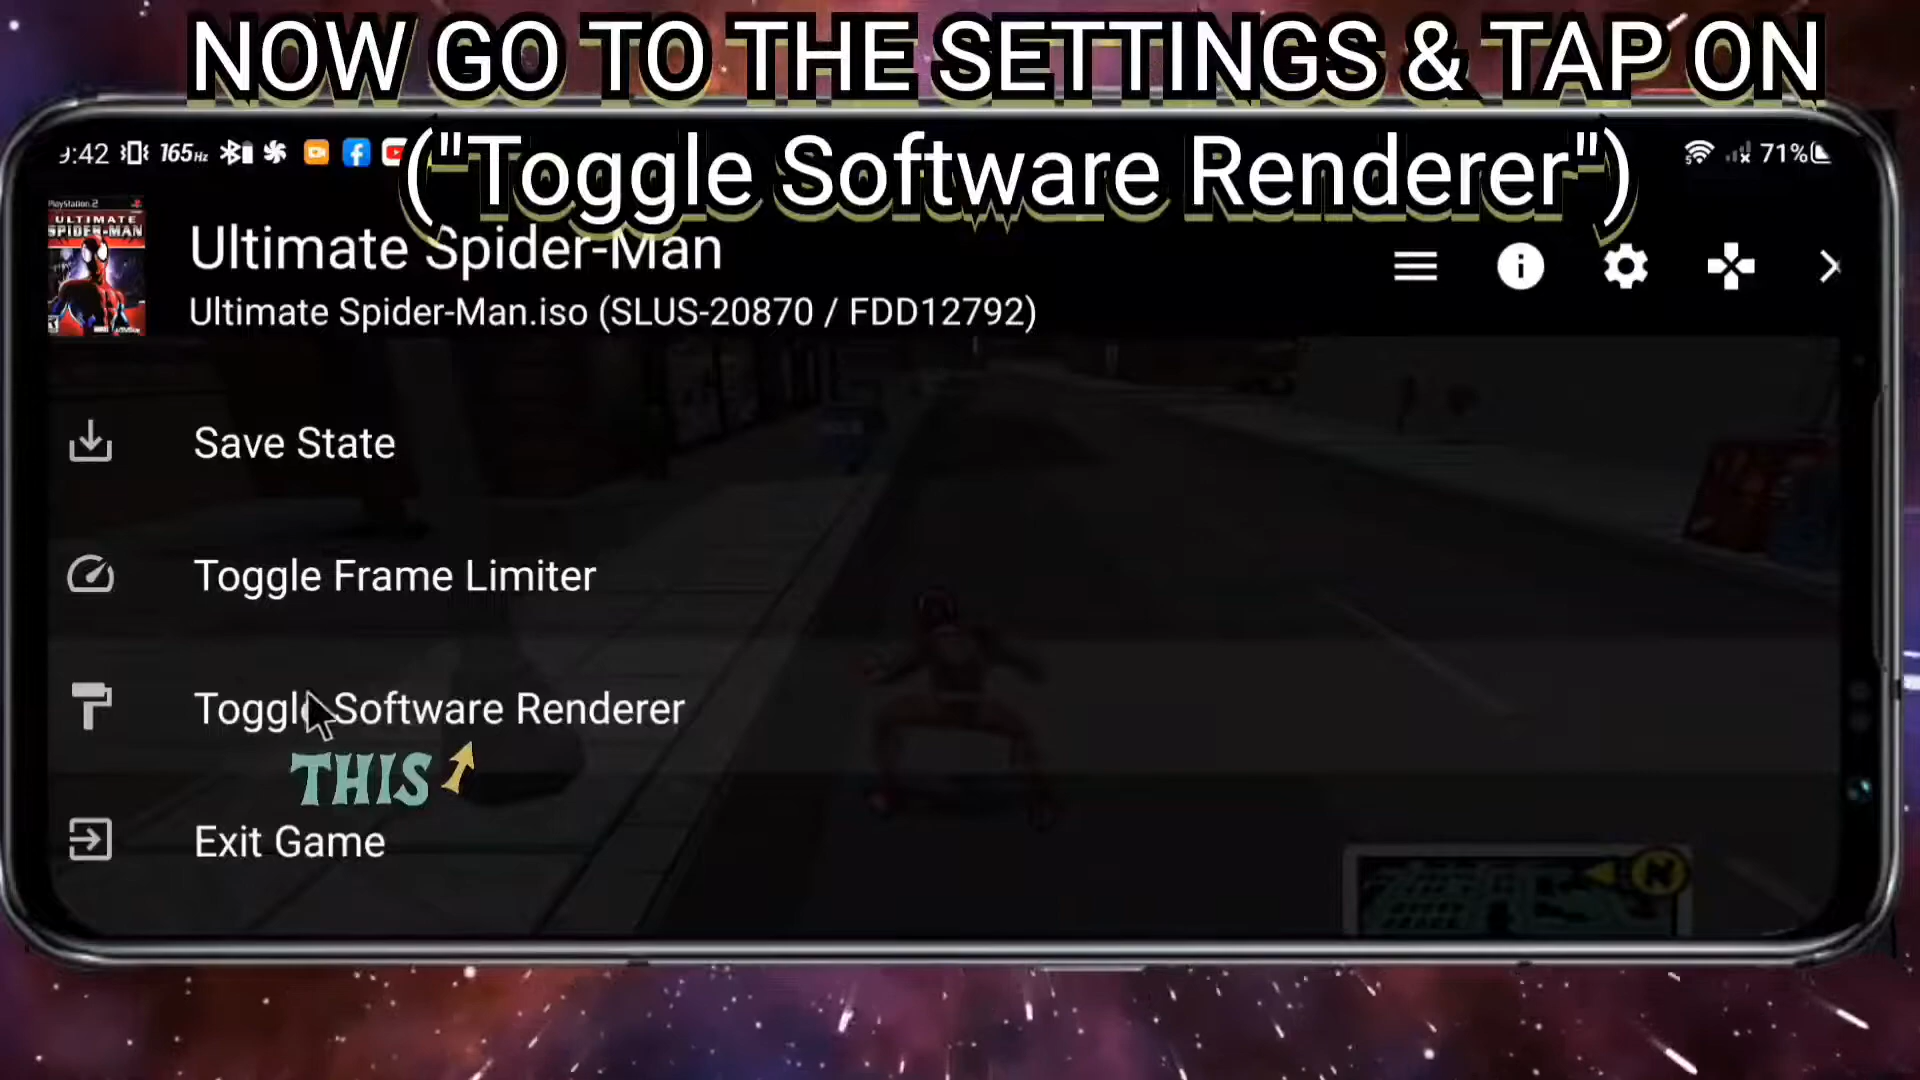 NOW GO TO THE SETTINGS & TAP ON
("Toggle Software Renderer")
9:42 165Hz 71%
PlayStation.2
ULTIMATE
SPIDER-MAN
Ultimate Spider-Man
Ultimate Spider-Man.iso (SLUS-20870 / FDD12792)
Save State
Toggle Frame Limiter
Toggle Software Renderer
THIS
Exit Game
N